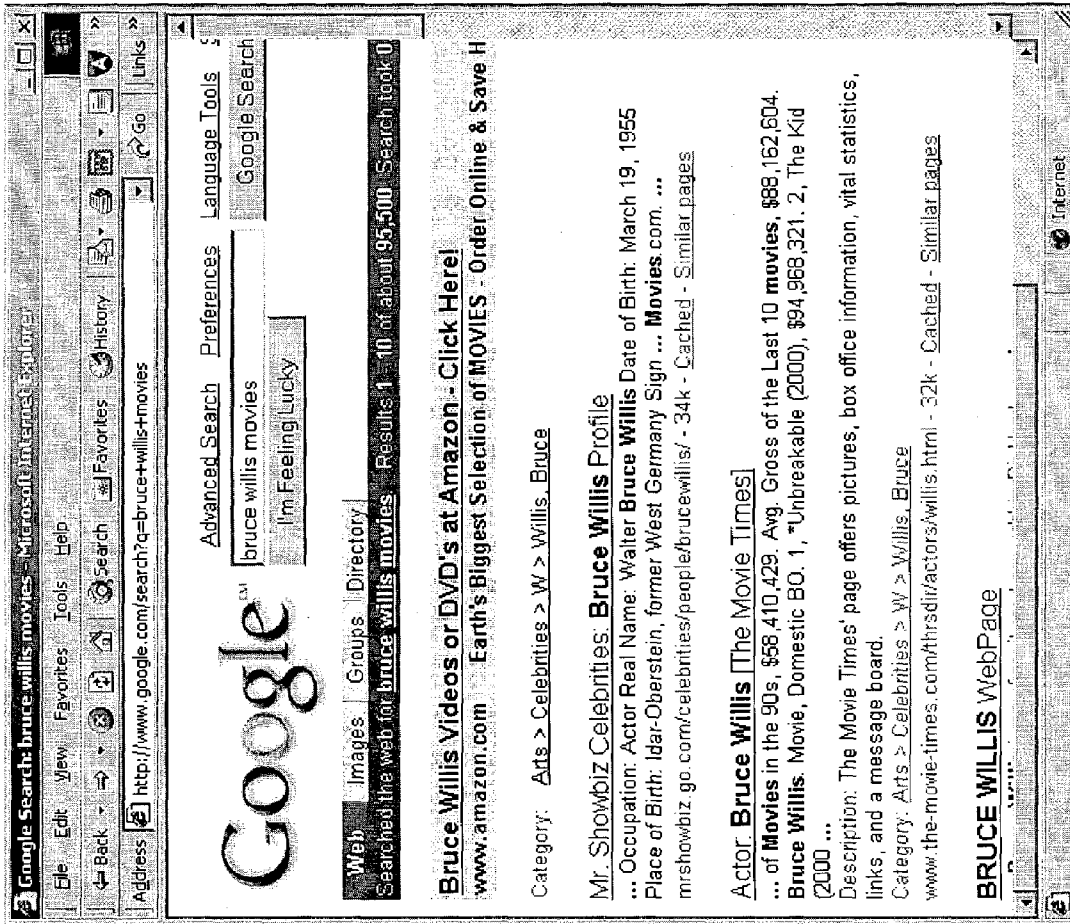 Google Search: bruce willis movies - Microsoft Internet Explorer
File Edit View Favorites Tools Help
Back Search Favorites History
Address http://www.google.com/search?q=bruce+willis+movies Go Links
Google™
Advanced Search Preferences Language Tools S
bruce willis movies Google Search
I'm Feeling Lucky
Web Images Groups Directory
Searched the web for bruce willis movies. Results 1 - 10 of about 95,500. Search took 0
Bruce Willis Videos or DVD's at Amazon - Click Here!
www.amazon.com Earth's Biggest Selection of MOVIES - Order Online & Save H
Category: Arts > Celebrities > W > Willis, Bruce
Mr. Showbiz Celebrities: Bruce Willis Profile
... Occupation: Actor Real Name: Walter Bruce Willis Date of Birth: March 19, 1955
Place of Birth: Idar-Oberstein, former West Germany Sign ... Movies.com. ...
mrshowbiz.go.com/celebrities/people/brucewillis/ - 34k - Cached - Similar pages
Actor: Bruce Willis [The Movie Times]
... of Movies in the 90s, $58,410,429. Avg. Gross of the Last 10 movies, $88,162,604.
Bruce Willis. Movie, Domestic BO. 1, *Unbreakable (2000), $94,968,321. 2, The Kid
(2000 ...
Description: The Movie Times' page offers pictures, box office information, vital statistics,
links, and a message board.
Category: Arts > Celebrities > W > Willis, Bruce
www.the-movie-times.com/thrsdir/actors/willis.html - 32k - Cached - Similar pages
BRUCE WILLIS WebPage
Internet